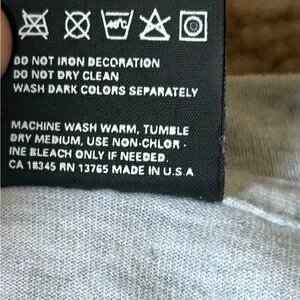 40°C
DO NOT IRON DECORATION
DO NOT DRY CLEAN
WASH DARK COLORS SEPARATELY
MACHINE WASH WARM, TUMBLE
DRY MEDIUM, USE NON-CHLOR -
INE BLEACH ONLY IF NEEDED.
CA 18345 RN 13765 MADE IN U.S.A